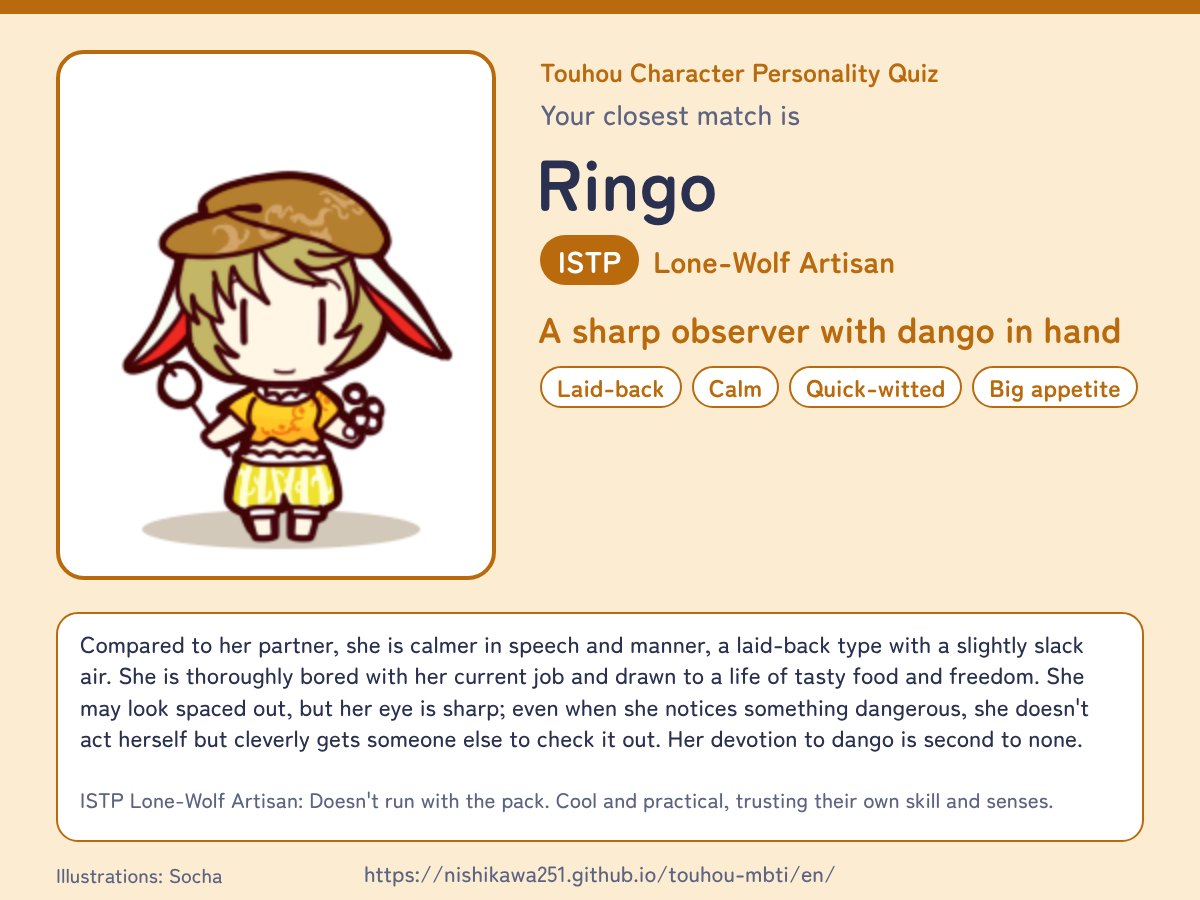 Touhou Character Personality Quiz
Your closest match is
Ringo
ISTP Lone-Wolf Artisan
A sharp observer with dango in hand
Laid-back Calm Quick-witted Big appetite
Compared to her partner, she is calmer in speech and manner, a laid-back type with a slightly slack
air. She is thoroughly bored with her current job and drawn to a life of tasty food and freedom. She
may look spaced out, but her eye is sharp; even when she notices something dangerous, she doesn't
act herself but cleverly gets someone else to check it out. Her devotion to dango is second to none.
ISTP Lone-Wolf Artisan: Doesn't run with the pack. Cool and practical, trusting their own skill and senses.
Illustrations: Socha
https://nishikawa251.github.io/touhou-mbti/en/